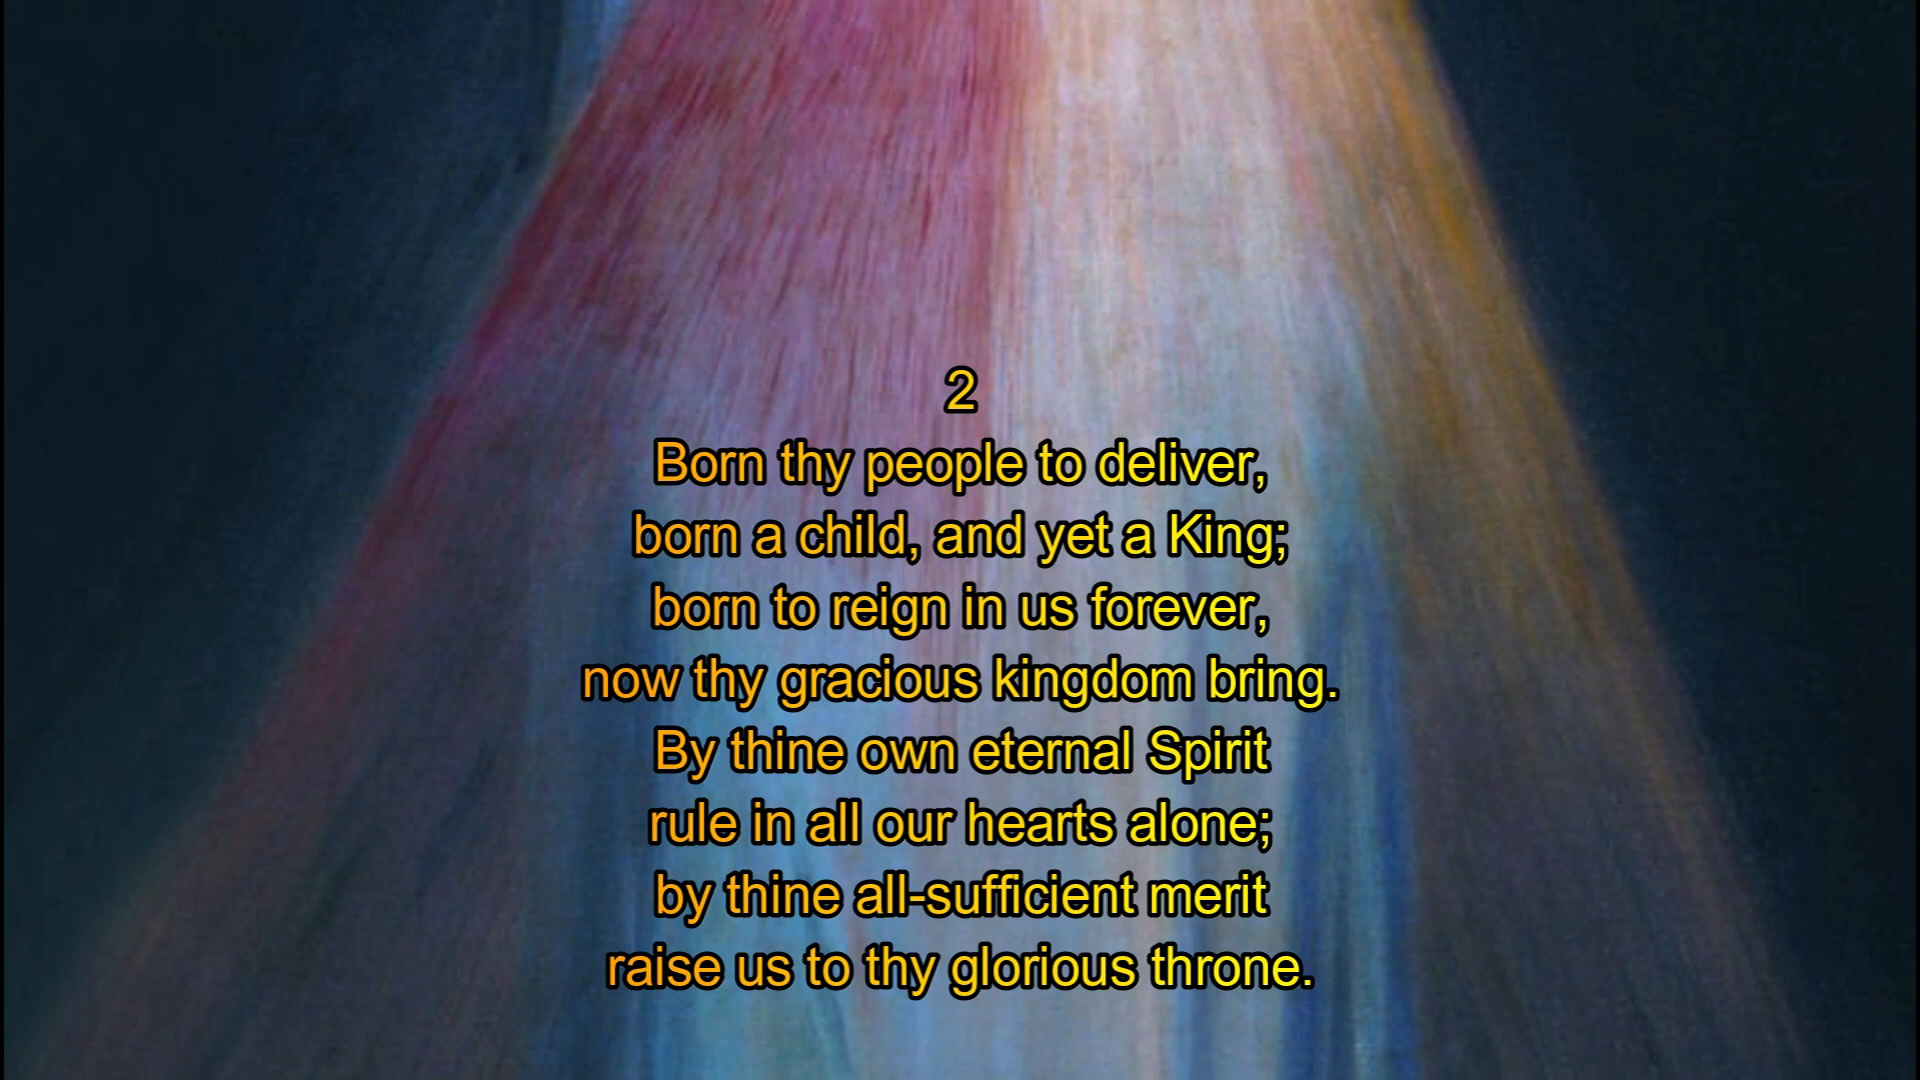 2
Born thy people to deliver,
born a child, and yet a King;
born to reign in us forever,
now thy gracious kingdom bring.
By thine own eternal Spirit
rule in all our hearts alone;
by thine all-sufficient merit
raise us to thy glorious throne.